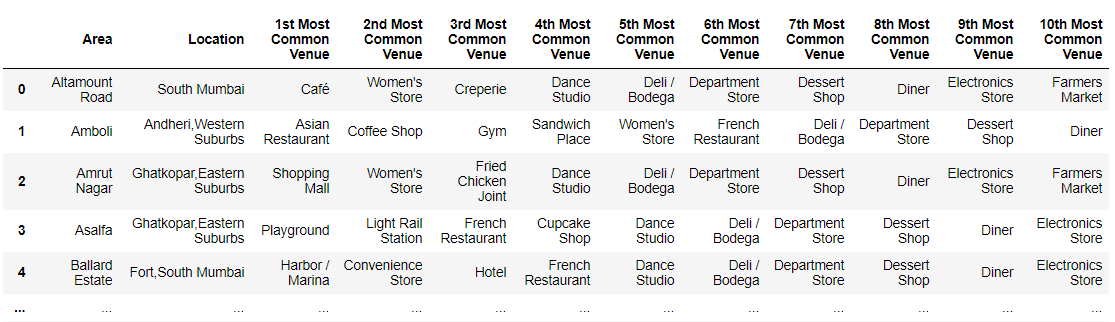 Area Location 1st Most Common Venue 2nd Most Common Venue 3rd Most Common Venue 4th Most Common Venue 5th Most Common Venue 6th Most Common Venue 7th Most Common Venue 8th Most Common Venue 9th Most Common Venue 10th Most Common Venue
0 Altamount Road South Mumbai Café Women's Store Creperie Dance Studio Deli / Bodega Department Store Dessert Shop Diner Electronics Store Farmers Market
1 Amboli Andheri,Western Suburbs Asian Restaurant Coffee Shop Gym Sandwich Place Women's Store French Restaurant Deli / Bodega Department Store Dessert Shop Diner
2 Amrut Nagar Ghatkopar,Eastern Suburbs Shopping Mall Women's Store Fried Chicken Joint Dance Studio Deli / Bodega Department Store Dessert Shop Diner Electronics Store Farmers Market
3 Asalfa Ghatkopar,Eastern Suburbs Playground Light Rail Station French Restaurant Cupcake Shop Dance Studio Deli / Bodega Department Store Dessert Shop Diner Electronics Store
4 Ballard Estate Fort,South Mumbai Harbor / Marina Convenience Store Hotel French Restaurant Dance Studio Deli / Bodega Department Store Dessert Shop Diner Electronics Store
... ... ... ... ... ... ... ... ... ... ... ... ...